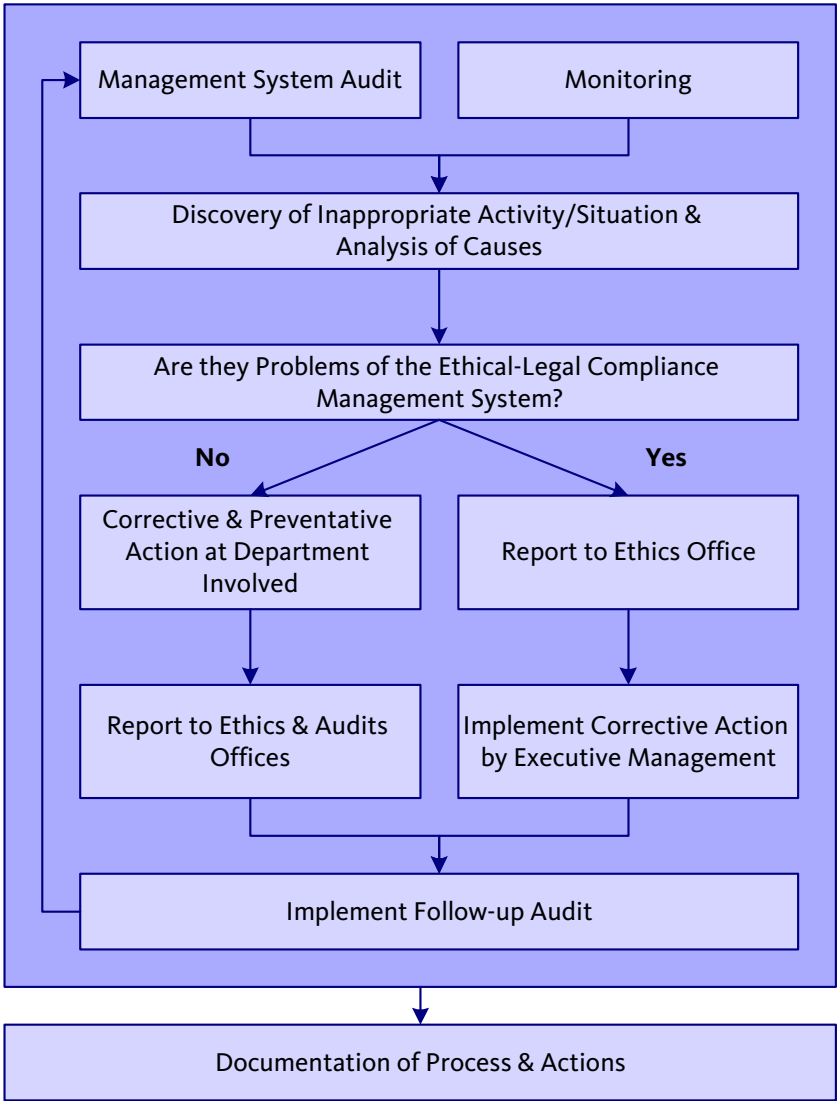 Management System Audit
Monitoring
Discovery of Inappropriate Activity/Situation &
Analysis of Causes
Are they Problems of the Ethical-Legal Compliance
Management System?
No
Yes
Corrective & Preventative
Action at Department
Involved
Report to Ethics Office
Report to Ethics & Audits
Offices
Implement Corrective Action
by Executive Management
Implement Follow-up Audit
Documentation of Process & Actions